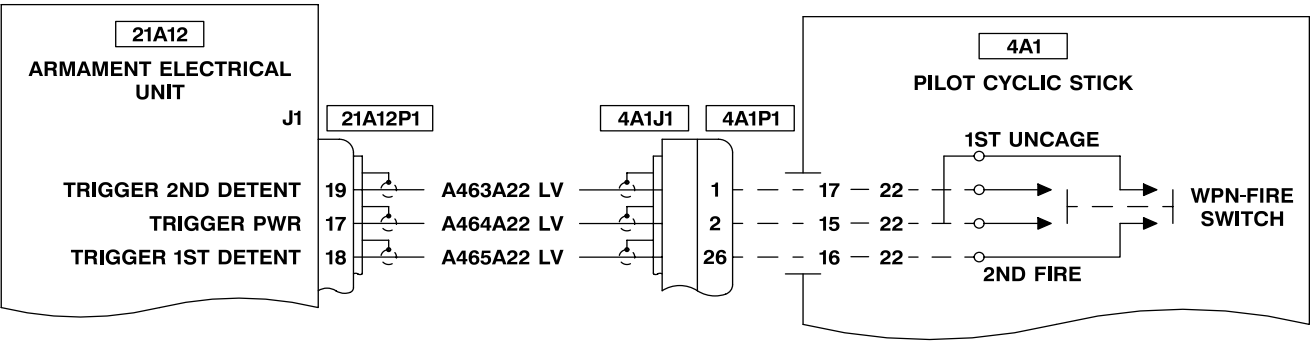 21A12
ARMAMENT ELECTRICAL
UNIT
J1
21A12P1
4A1J1
4A1P1
4A1
PILOT CYCLIC STICK
1ST UNCAGE
TRIGGER 2ND DETENT 19 A463A22 LV 1 17 22
TRIGGER PWR 17 A464A22 LV 2 15 22
TRIGGER 1ST DETENT 18 A465A22 LV 26 16 22
WPN-FIRE
SWITCH
2ND FIRE